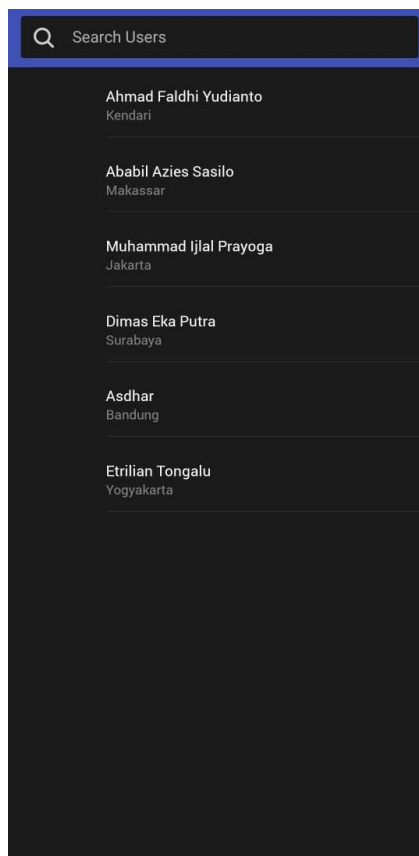 Search Users
Ahmad Faldhi Yudianto
Kendari
Ababil Azies Sasilo
Makassar
Muhammad Ijlal Prayoga
Jakarta
Dimas Eka Putra
Surabaya
Asdhar
Bandung
Etrilian Tongalu
Yogyakarta